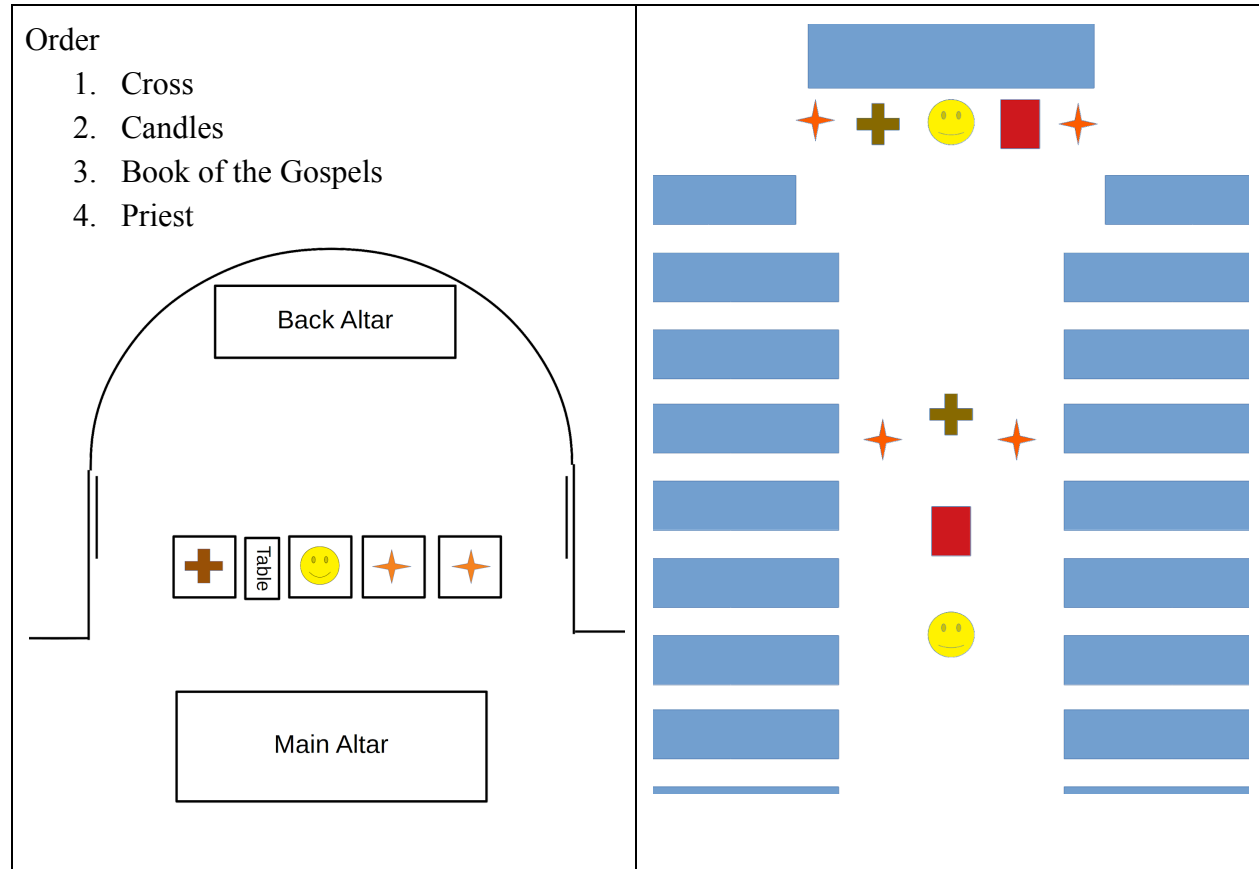 Order
1. Cross
2. Candles
3. Book of the Gospels
4. Priest
Back Altar
Table
Main Altar